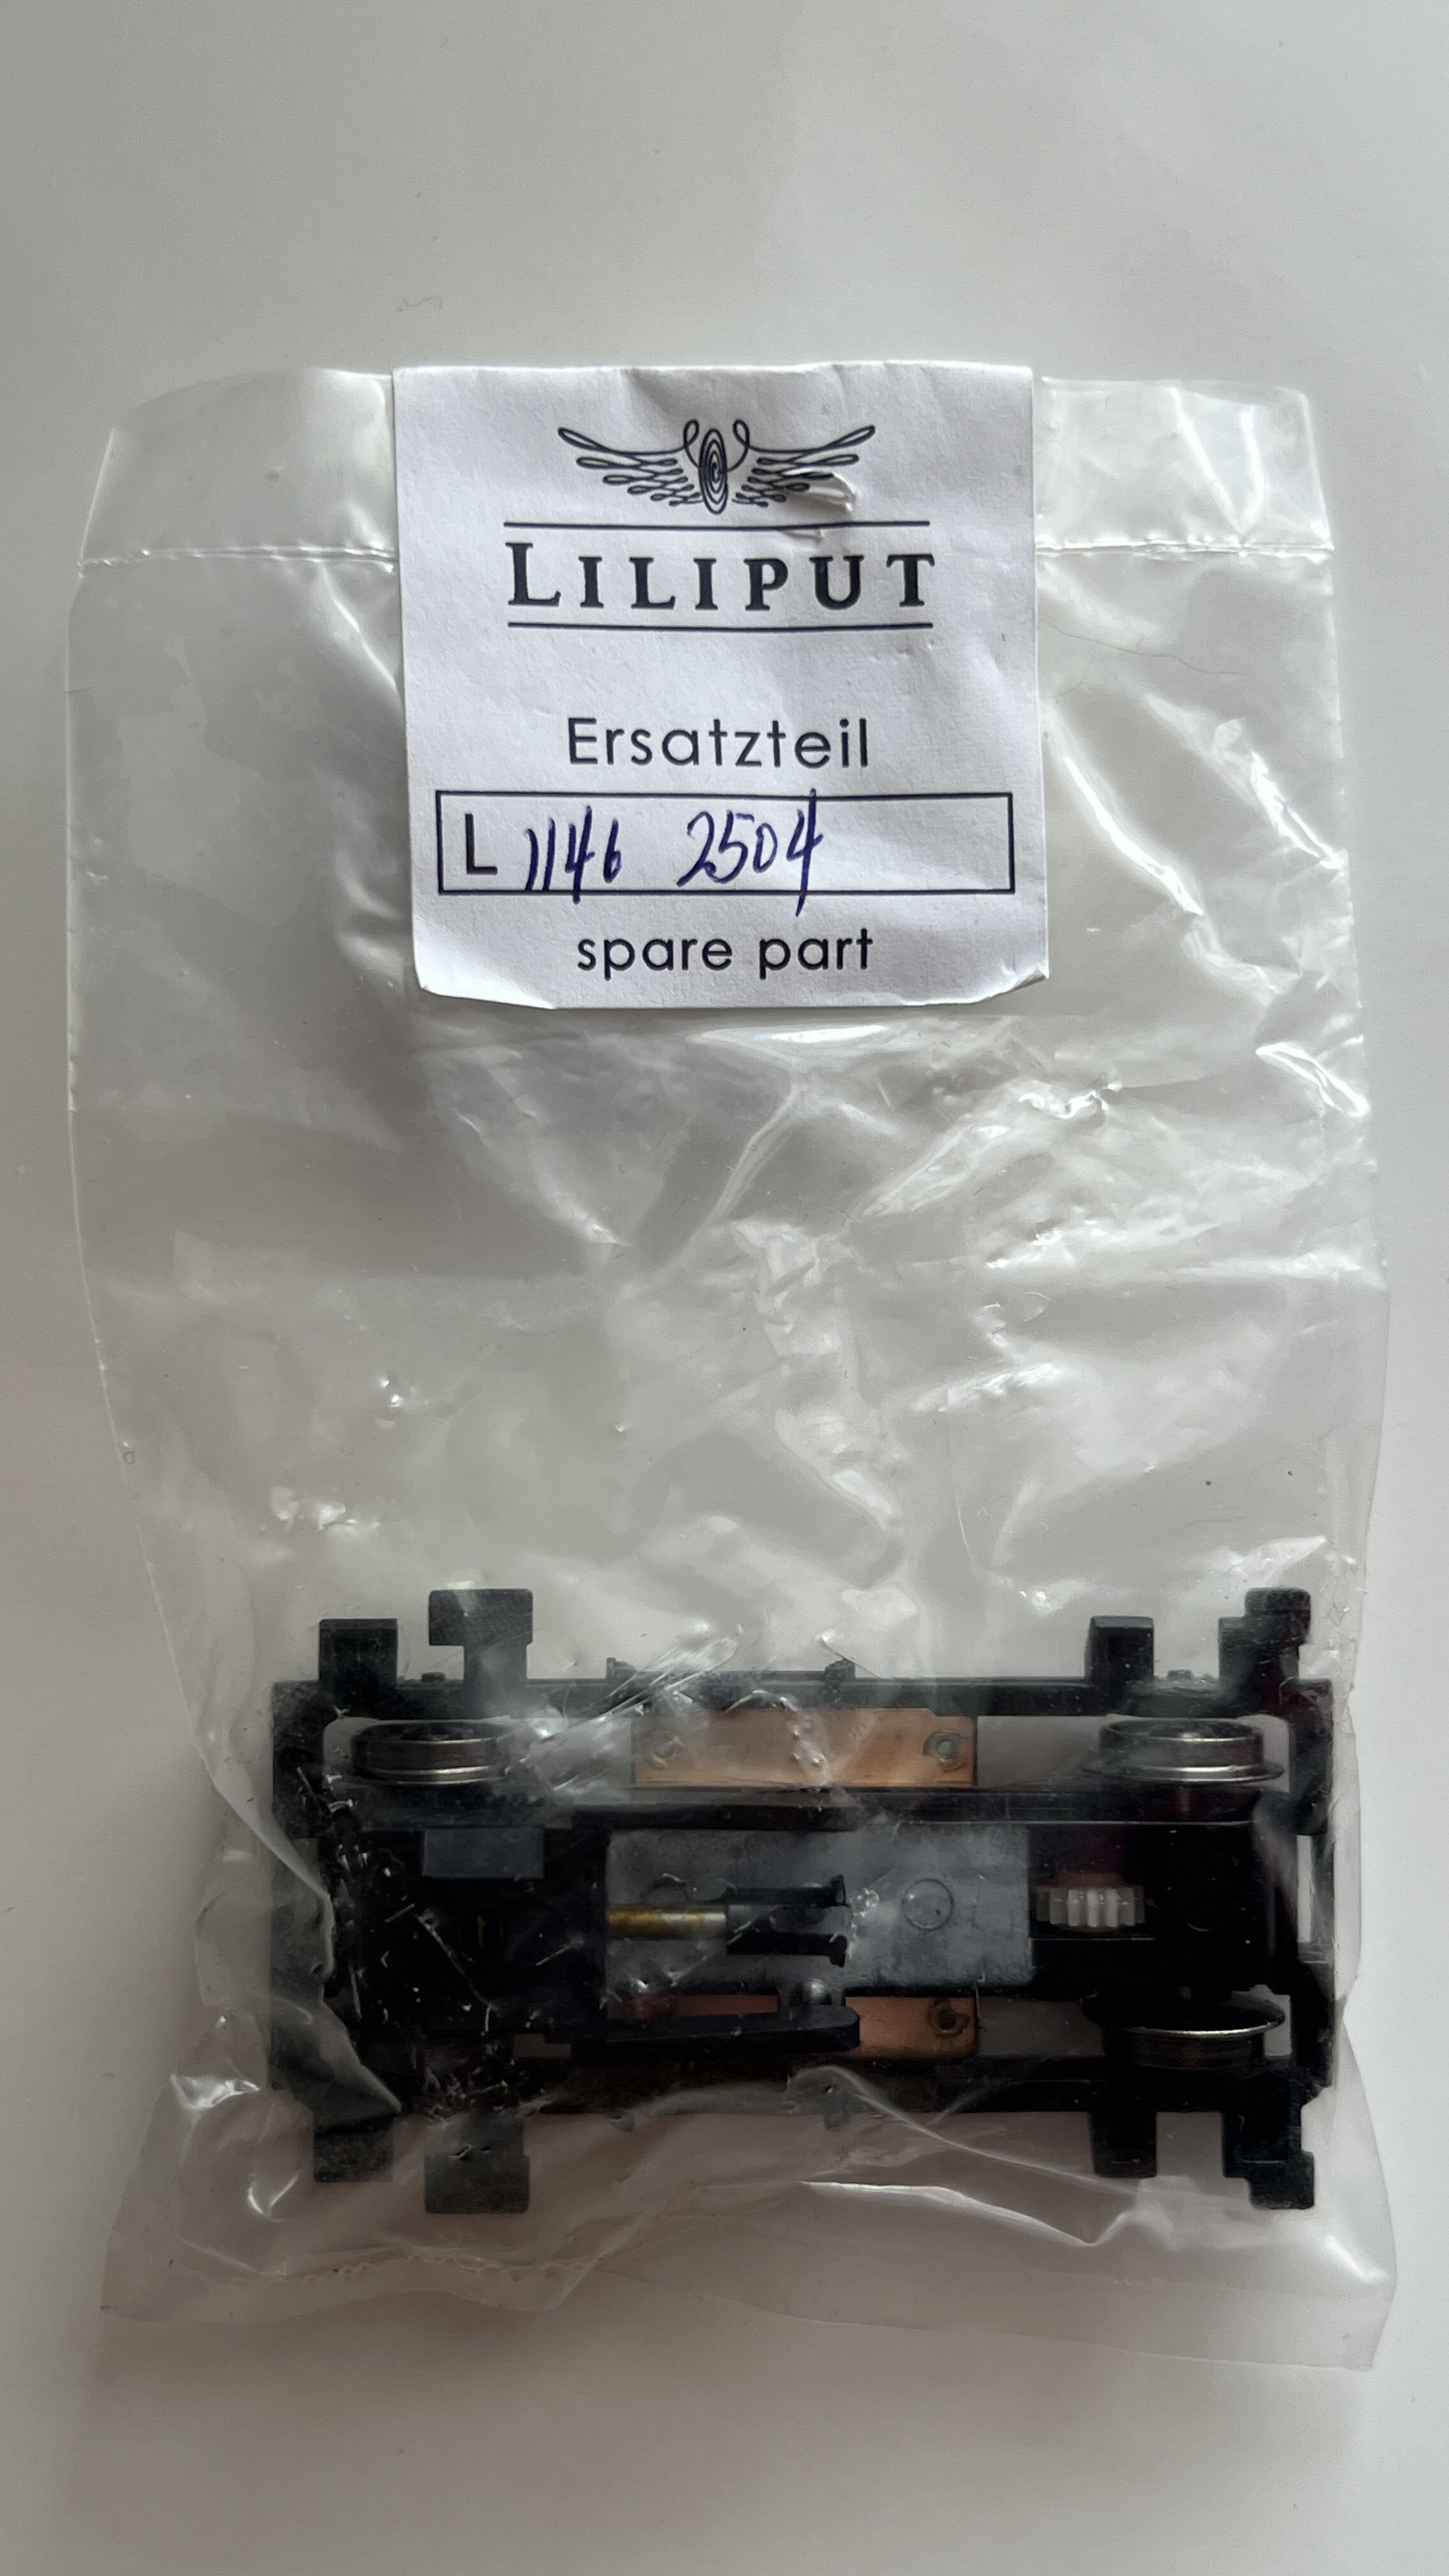 LILIPUT
Ersatzteil
L 1146 2504
spare part